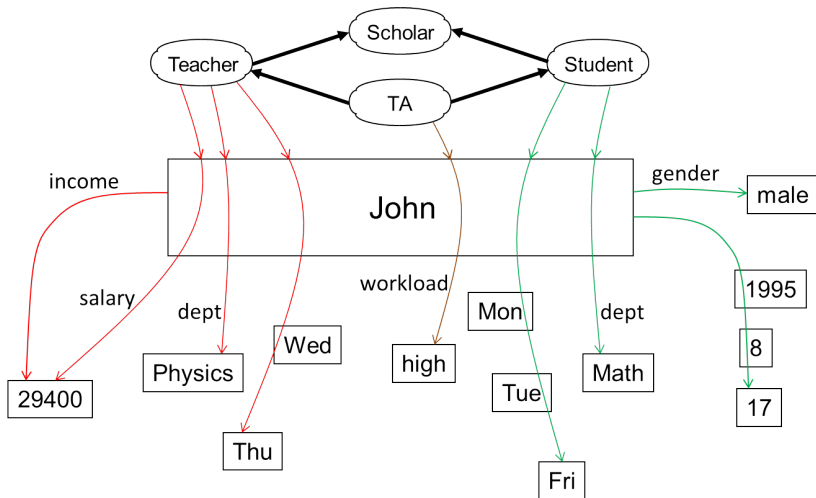 Scholar
Teacher
Student
TA
income
John
gender
male
salary
dept
Wed
workload
Mon
dept
1995
Physics
high
Math
8
29400
Tue
17
Thu
Fri